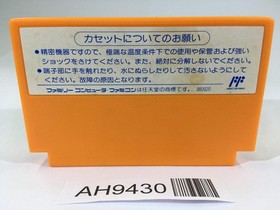 カセットについてのお願い
●精密機器ですので、極端な温度条件下での使用や保管および強い
ショックをさけてください。また、絶対に分解しないでください。
●端子部に手を触れたり、水にぬらしたりして汚さないようにして
ください。故障の原因となります。
ファミリーコンピュータ・ファミコンは任天堂の商標です。
FF
AH9430